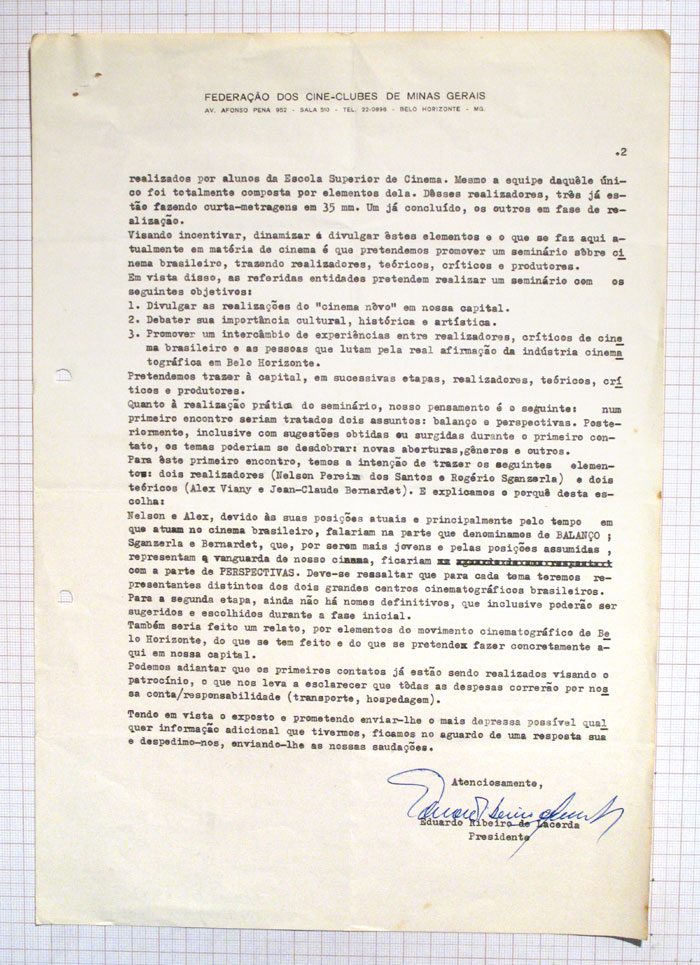 FEDERAÇÃO DOS CINE-CLUBES DE MINAS GERAIS
AV. AFONSO PENA 952 - SALA 510 - TEL. 22-0898 - BELO HORIZONTE - MG.
.2
realizados por alunos da Escola Superior de Cinema. Mesmo a equipe daquêle úni-
co foi totalmente composta por elementos dela. Dêsses realizadores, três já es-
tão fazendo curta-metragens em 35 mm. Um já concluído, os outros em fase de re-
alização.
Visando incentivar, dinamizar e divulgar êstes elementos e o que se faz aqui a-
tualmente em matéria de cinema é que pretendemos promover um seminário sôbre ci
nema brasileiro, trazendo realizadores, teóricos, críticos e produtores.
Em vista disso, as referidas entidades pretendem realizar um seminário com os
seguintes objetivos:
1. Divulgar as realizações do "cinema nôvo" em nossa capital.
2. Debater sua importância cultural, histórica e artística.
3. Promover um intercâmbio de experiências entre realizadores, críticos de cine
ma brasileiro e as pessoas que lutam pela real afirmação da indústria cinema
tográfica em Belo Horizonte.
Pretendemos trazer à capital, em sucessivas etapas, realizadores, teóricos, crí
ticos e produtores.
Quanto à realização prática do seminário, nosso pensamento é o seguinte: num
primeiro encontro seriam tratados dois assuntos: balanço e perspectivas. Poste-
riormente, inclusive com sugestões obtidas ou surgidas durante o primeiro con-
tato, os temas poderiam se desdobrar: novas aberturas,gêneros e outros.
Para êste primeiro encontro, temos a intenção de trazer os seguintes elemen-
tos: dois realizadores (Nelson Pereira dos Santos e Rogério Sganzerla) e dois
teóricos (Alex Viany e Jean-Claude Bernardet). E explicamos o porquê desta es-
colha:
Nelson e Alex, devido às suas posições atuais e principalmente pelo tempo em
que atuam no cinema brasileiro, falariam na parte que denominamos de BALANÇO ;
Sganzerla e Bernardet, que, por serem mais jovens e pelas posições assumidas ,
representam a vanguarda de nosso cinema, ficariam
com a parte de PERSPECTIVAS. Deve-se ressaltar que para cada tema teremos re-
presentantes distintos dos dois grandes centros cinematográficos brasileiros.
Para a segunda etapa, ainda não há nomes definitivos, que inclusive poderão ser
sugeridos e escolhidos durante a fase inicial.
Também seria feito um relato, por elementos do movimento cinematográfico de Be
lo Horizonte, do que se tem feito e do que se pretendex fazer concretamente a-
qui em nossa capital.
Podemos adiantar que os primeiros contatos já estão sendo realizados visando o
patrocínio, o que nos leva a esclarecer que tôdas as despesas correrão por nos
sa conta/responsabilidade (transporte, hospedagem).
Tendo em vista o exposto e prometendo enviar-lhe o mais depressa possível qual
quer informação adicional que tivermos, ficamos no aguardo de uma resposta sua
e despedimo-nos, enviando-lhe as nossas saudações.
Atenciosamente,
Eduardo Ribeiro de Lacerda
Presidente